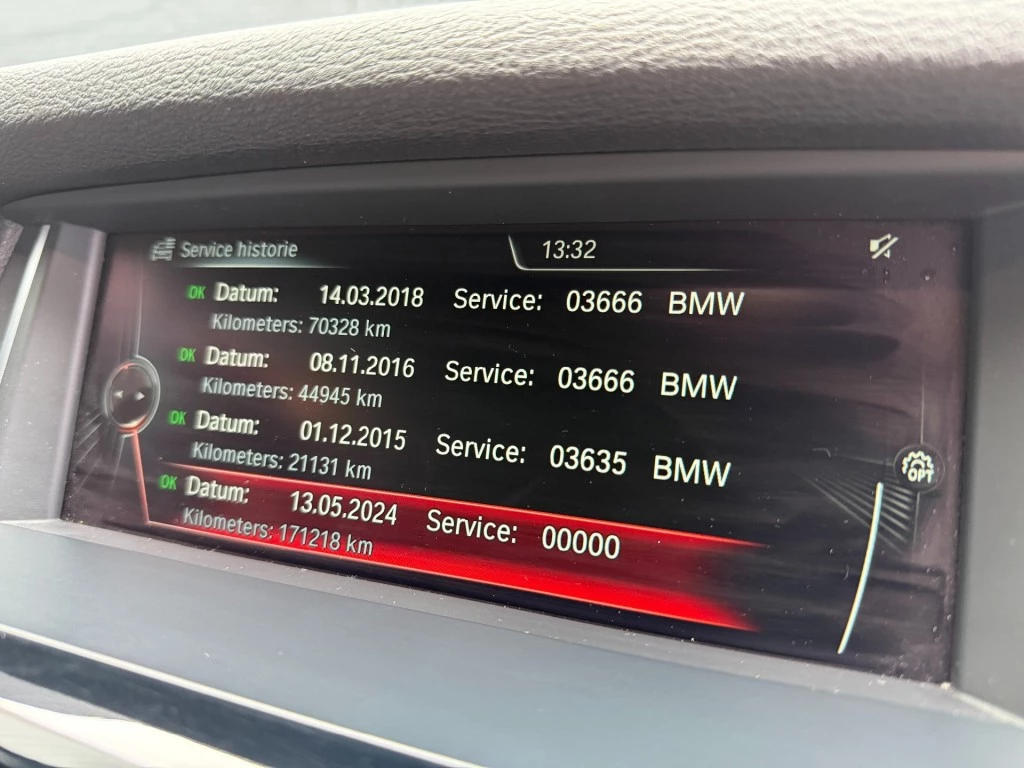 Service historie 13:32
OK Datum: 14.03.2018 Service: 03666 BMW
Kilometers: 70328 km
OK Datum: 08.11.2016 Service: 03666 BMW
Kilometers: 44945 km
OK Datum: 01.12.2015 Service: 03635 BMW
Kilometers: 21131 km
OPT
OK Datum: 13.05.2024 Service: 00000
Kilometers: 171218 km